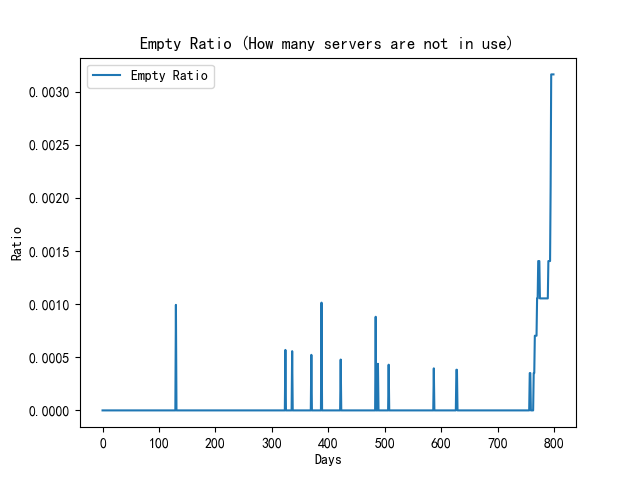 Empty Ratio (How many servers are not in use)
Empty Ratio
0.0030
0.0025
0.0020
0.0015
0.0010
0.0005
0.0000
Ratio
0 100 200 300 400 500 600 700 800
Days